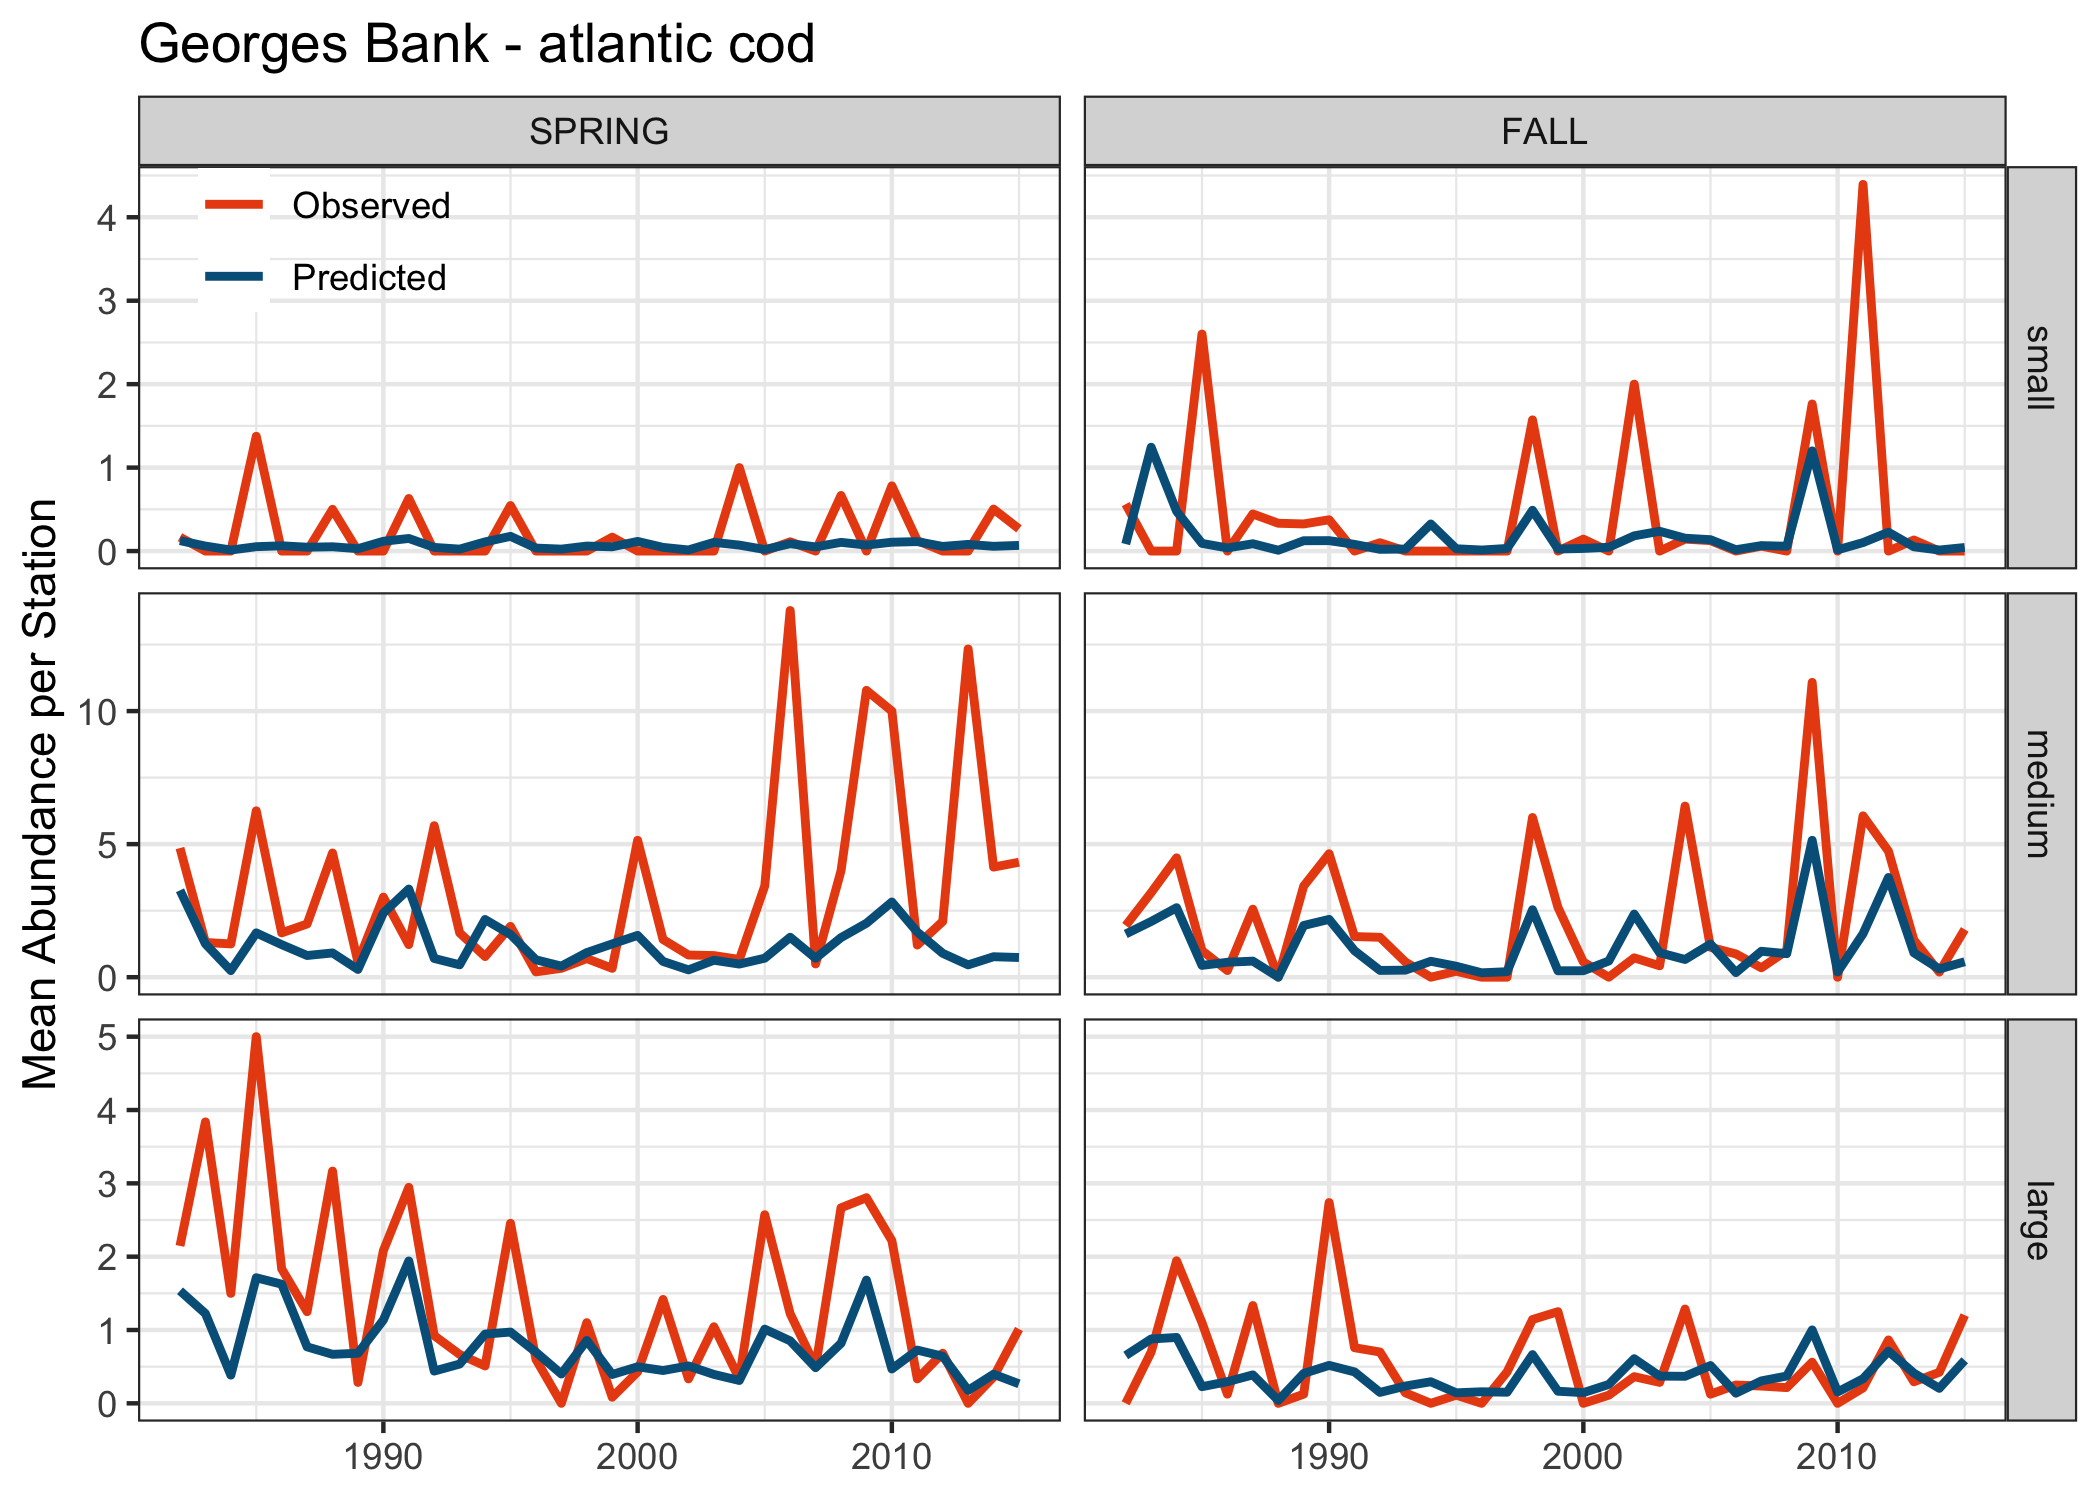 Georges Bank - atlantic cod
SPRING
FALL
Observed
Predicted
4
3
2
1
0
small
10
5
0
medium
5
4
3
2
1
0
large
1990
2000
2010
1990
2000
2010
Mean Abundance per Station